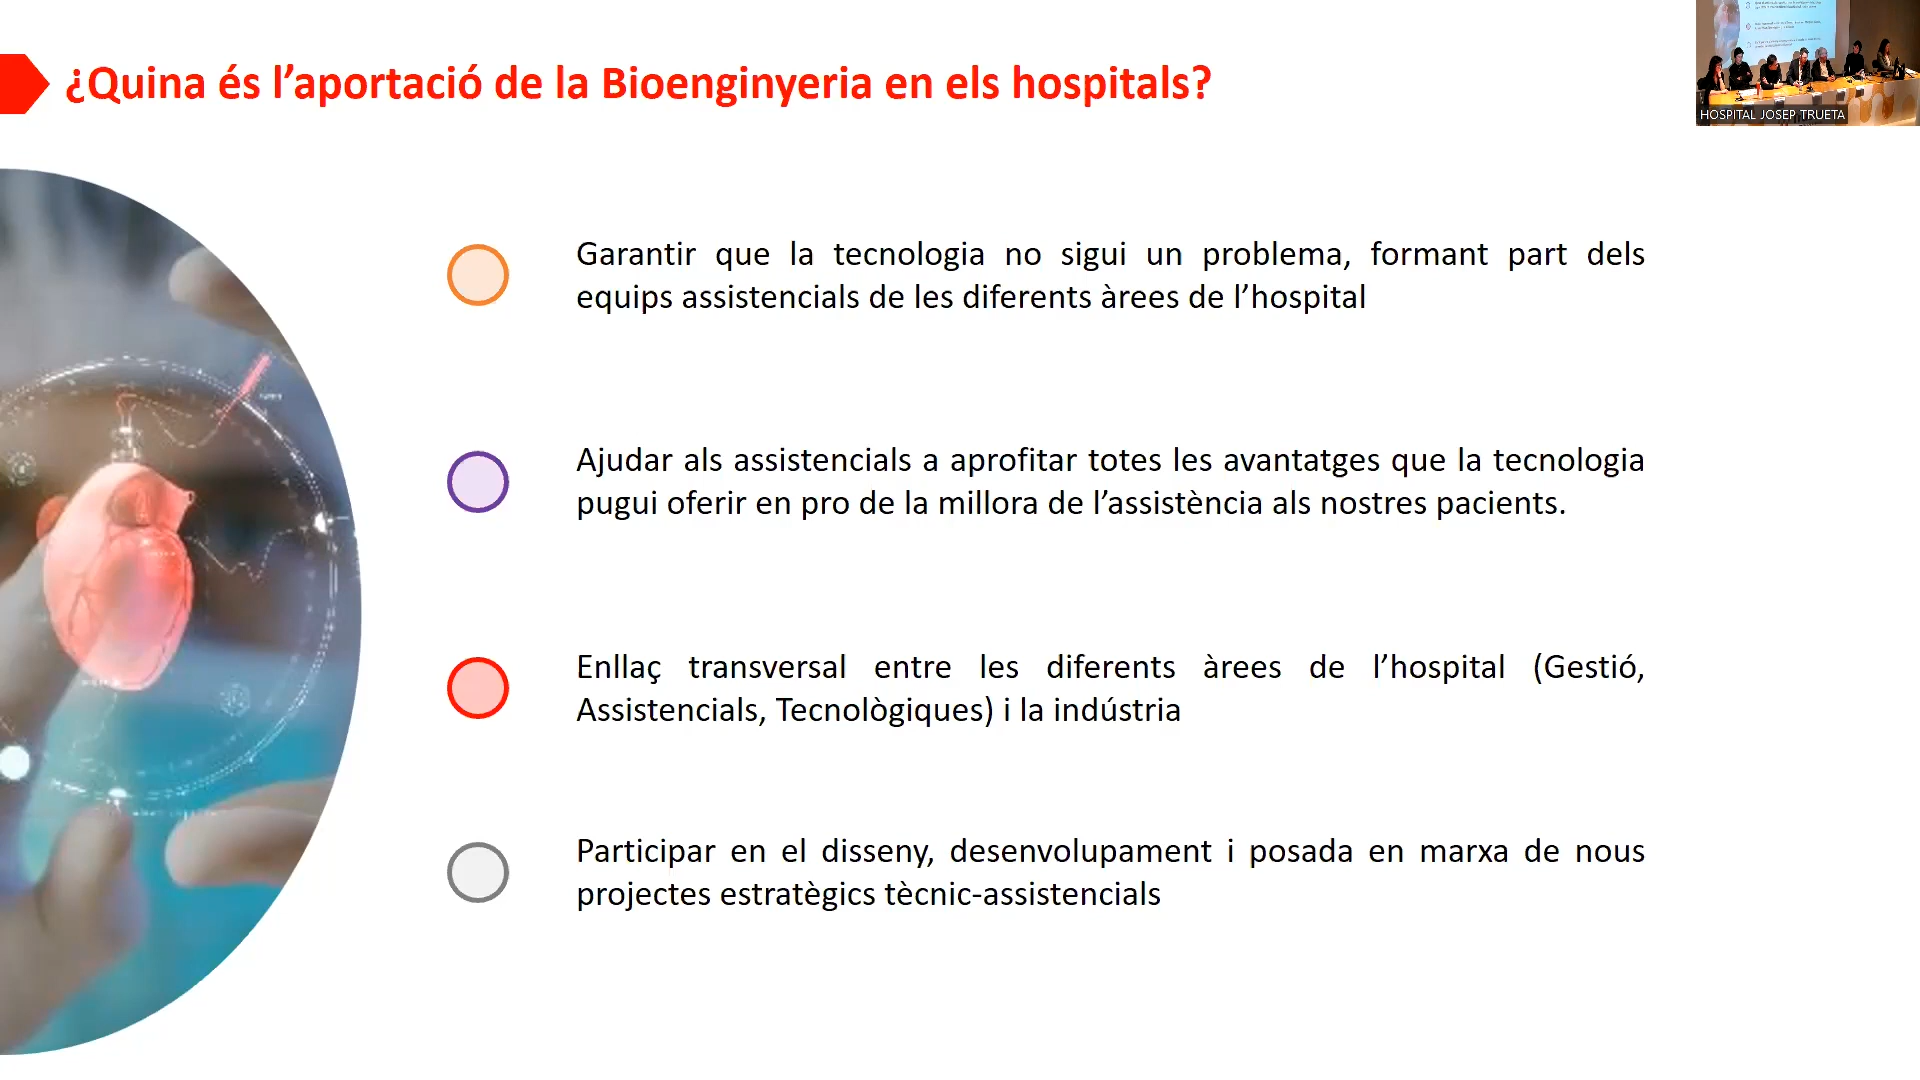 ¿Quina és l’aportació de la Bioenginyeria en els hospitals?
HOSPITAL JOSEP TRUETA
Garantir que la tecnologia no sigui un problema, formant part dels
equips assistencials de les diferents àrees de l’hospital
Ajudar als assistencials a aprofitar totes les avantatges que la tecnologia
pugui oferir en pro de la millora de l’assistència als nostres pacients.
Enllaç transversal entre les diferents àrees de l’hospital (Gestió,
Assistencials, Tecnològiques) i la indústria
Participar en el disseny, desenvolupament i posada en marxa de nous
projectes estratègics tècnic-assistencials